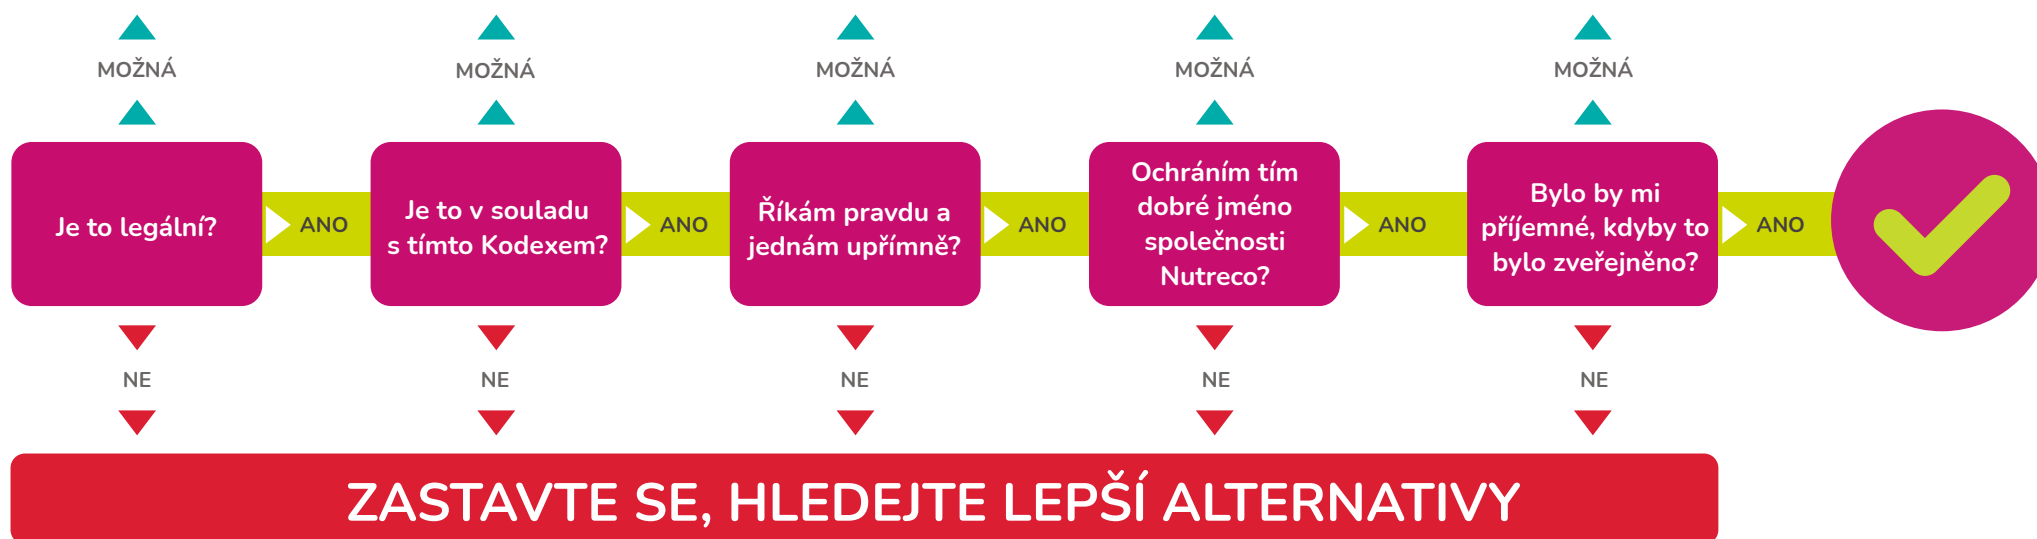 MOŽNÁ
MOŽNÁ
MOŽNÁ
MOŽNÁ
MOŽNÁ
Je to legální?
ANO
Je to v souladu
s tímto Kodexem?
ANO
Říkám pravdu a
jednám upřímně?
ANO
Ochráním tím
dobré jméno
společnosti
Nutreco?
ANO
Bylo by mi
příjemné, kdyby to
bylo zveřejněno?
ANO
NE
NE
NE
NE
NE
ZASTAVTE SE, HLEDEJTE LEPŠÍ ALTERNATIVY